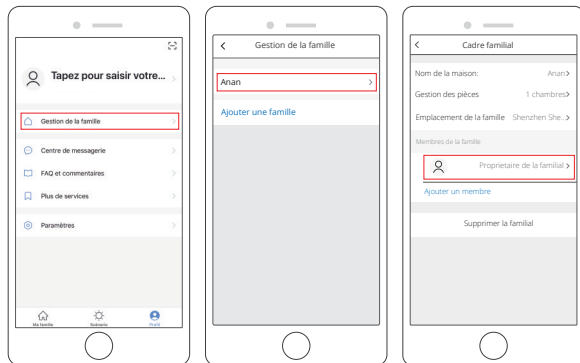 Tapez pour saisir votre...
Gestion de la famille
Centre de messagerie
FAQ et commentaires
Plus de services
Paramètres
Ma famille Scénario Profil
Gestion de la famille
Anan
Ajouter une famille
Cadre familial
Nom de la maison: Anan
Gestion des pièces 1 chambres
Emplacement de la famille Shenzhen She...
Membres de la famille
Proprietaire de la familial
Ajouter un membre
Supprimer la familial